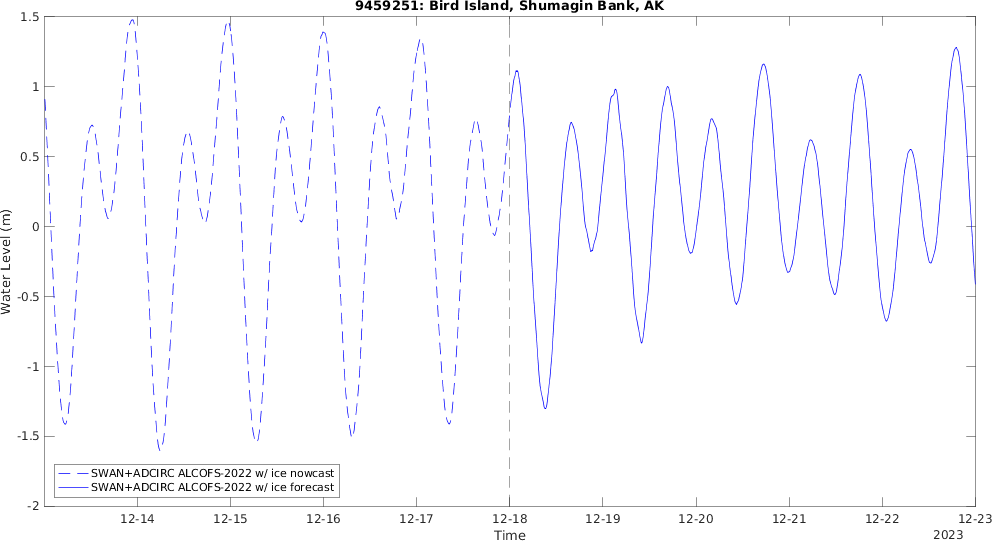 9459251: Bird Island, Shumagin Bank, AK
1.5
1
0.5
0
-0.5
-1
-1.5
-2
Water Level (m)
SWAN+ADCIRC ALCOFS-2022 w/ ice nowcast
SWAN+ADCIRC ALCOFS-2022 w/ ice forecast
12-14 12-15 12-16 12-17 12-18 12-19 12-20 12-21 12-22 12-23
Time
2023